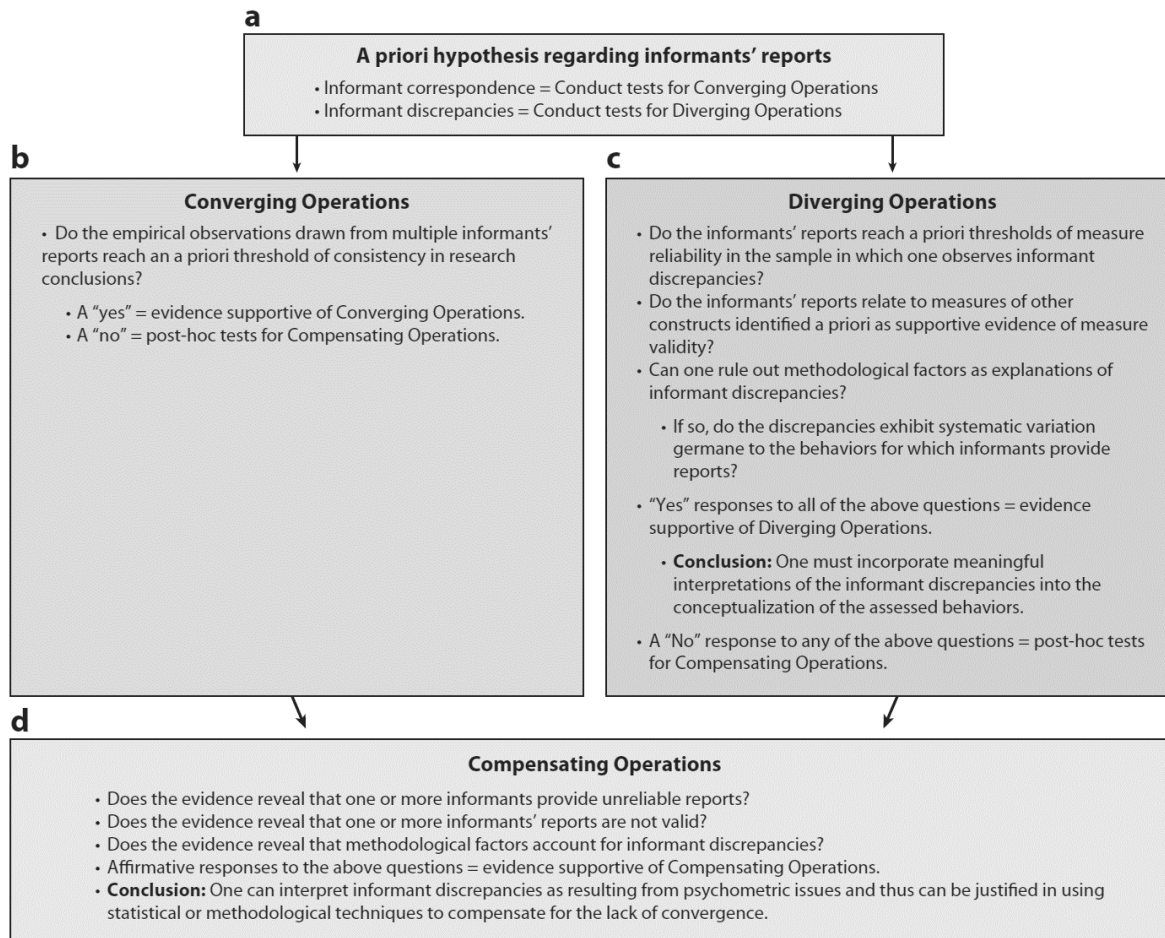 a
A priori hypothesis regarding informants’ reports
• Informant correspondence = Conduct tests for Converging Operations
• Informant discrepancies = Conduct tests for Diverging Operations
b
Converging Operations
• Do the empirical observations drawn from multiple informants’
reports reach an a priori threshold of consistency in research
conclusions?
• A “yes” = evidence supportive of Converging Operations.
• A “no” = post-hoc tests for Compensating Operations.
c
Diverging Operations
• Do the informants’ reports reach a priori thresholds of measure
reliability in the sample in which one observes informant
discrepancies?
• Do the informants’ reports relate to measures of other
constructs identified a priori as supportive evidence of measure
validity?
• Can one rule out methodological factors as explanations of
informant discrepancies?
• If so, do the discrepancies exhibit systematic variation
germane to the behaviors for which informants provide
reports?
• “Yes” responses to all of the above questions = evidence
supportive of Diverging Operations.
• Conclusion: One must incorporate meaningful
interpretations of the informant discrepancies into the
conceptualization of the assessed behaviors.
• A “No” response to any of the above questions = post-hoc tests
for Compensating Operations.
d
Compensating Operations
• Does the evidence reveal that one or more informants provide unreliable reports?
• Does the evidence reveal that one or more informants’ reports are not valid?
• Does the evidence reveal that methodological factors account for informant discrepancies?
• Affirmative responses to the above questions = evidence supportive of Compensating Operations.
• Conclusion: One can interpret informant discrepancies as resulting from psychometric issues and thus can be justified in using
statistical or methodological techniques to compensate for the lack of convergence.